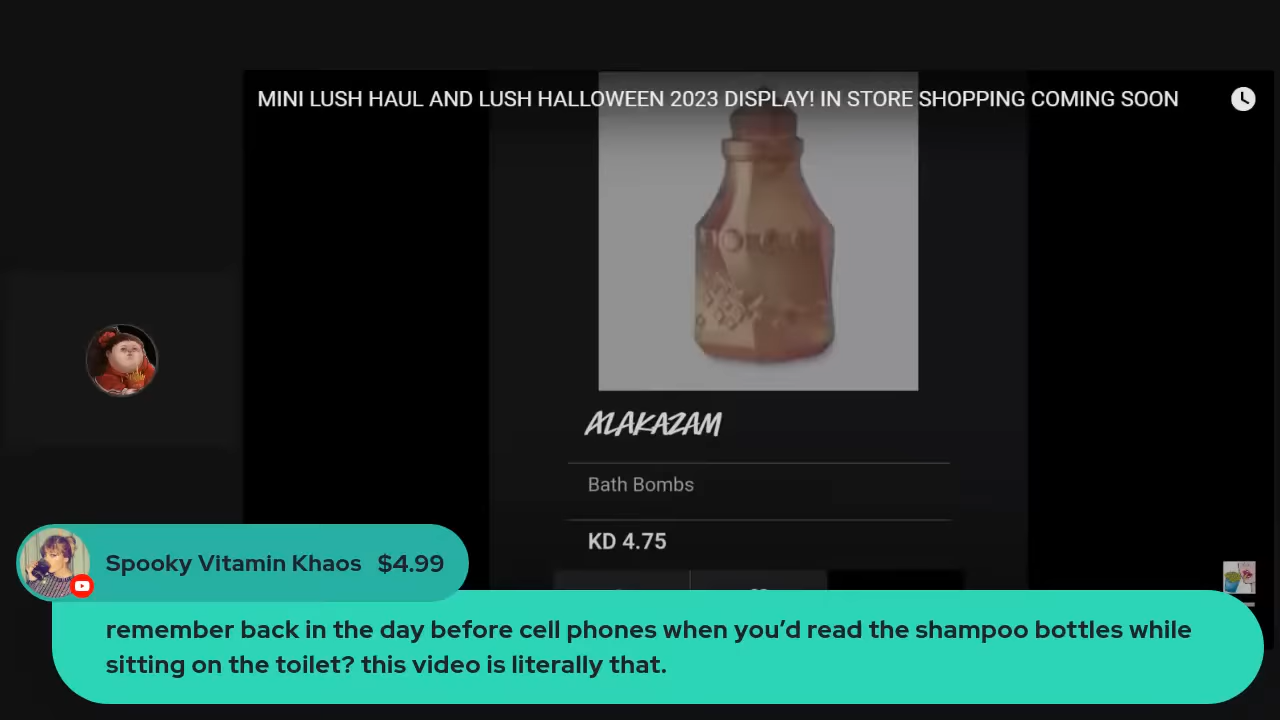 MINI LUSH HAUL AND LUSH HALLOWEEN 2023 DISPLAY! IN STORE SHOPPING COMING SOON
ALAKAZAM
Bath Bombs
KD 4.75
Spooky Vitamin Khaos $4.99
remember back in the day before cell phones when you’d read the shampoo bottles while
sitting on the toilet? this video is literally that.